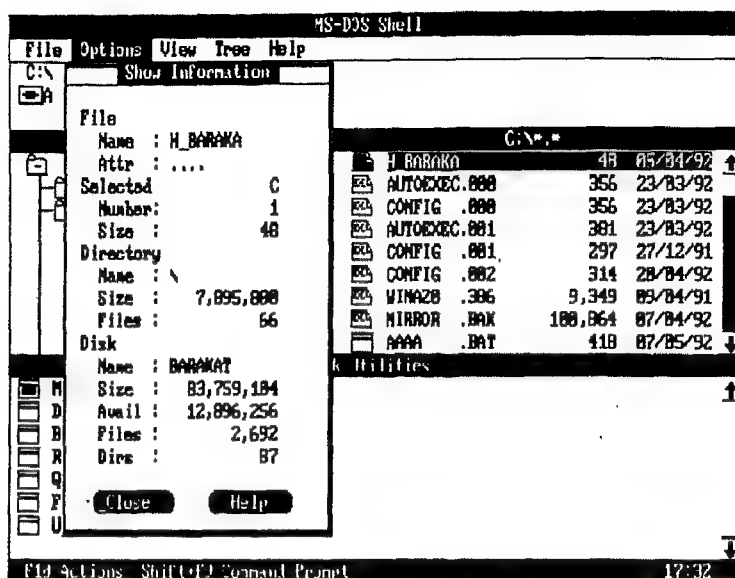 MS-DOS Shell
File Options View Tree Help
C:\
A
Show Information
File
Name : H_BARAKA
Attr : ....
Selected C
Number: 1
Size : 48
Directory
Name : \
Size : 7,895,808
Files : 66
Disk
Name : BARAKAT
Size : 83,759,104
Avail : 12,896,256
Files : 2,692
Dirs : 87
Close Help
C:\*.*
H_BARAKA 48 05/04/92
AUTOEXEC.000 356 23/03/92
CONFIG .000 356 23/03/92
AUTOEXEC.001 381 23/03/92
CONFIG .001 297 27/12/91
CONFIG .002 314 28/04/92
WINA20 .386 9,349 09/04/91
MIRROR .BAK 100,864 07/04/92
AAAA .BAT 418 07/05/92
k Utilities
M
D
B
R
Q
F
U
F10 Actions Shift+F9 Command Prompt 17:32